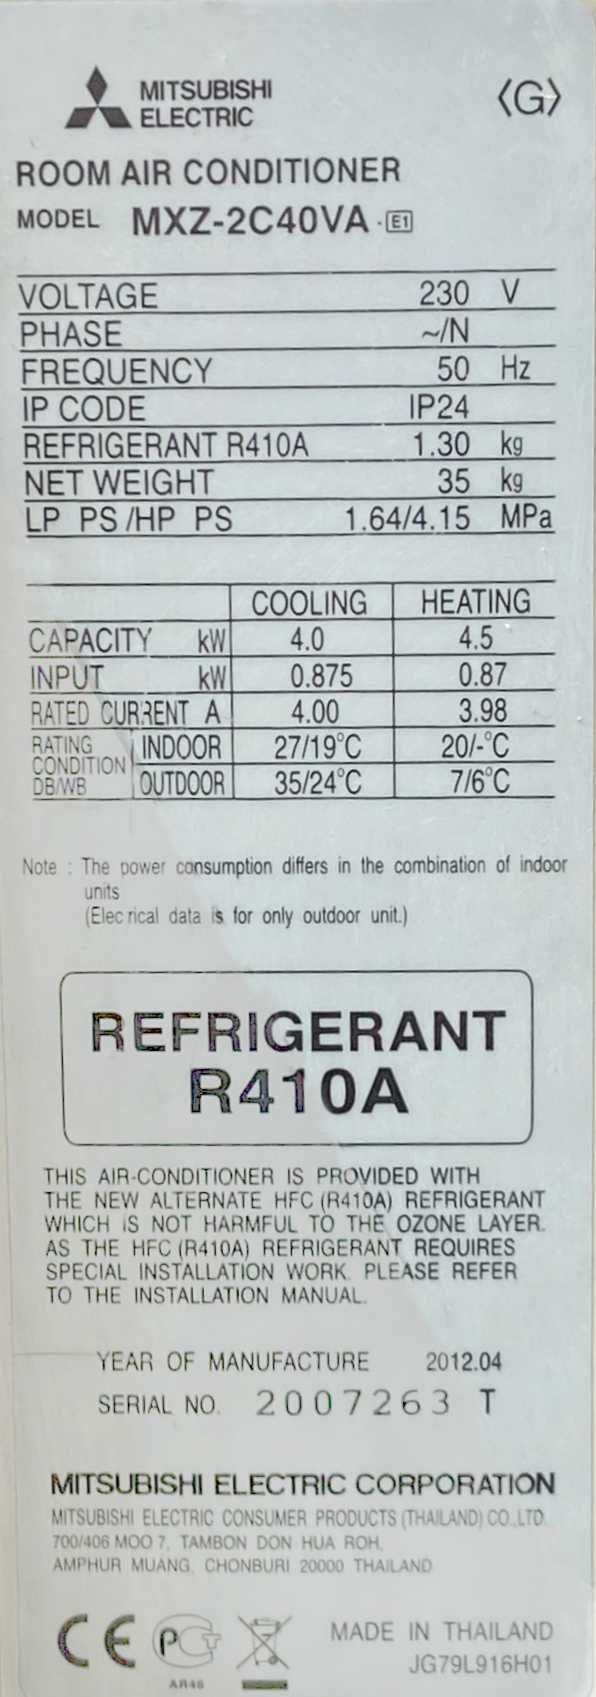 MITSUBISHI
ELECTRIC
〈G〉
ROOM AIR CONDITIONER
MODEL MXZ-2C40VA - E1
VOLTAGE 230 V
PHASE ~/N
FREQUENCY 50 Hz
IP CODE IP24
REFRIGERANT R410A 1.30 kg
NET WEIGHT 35 kg
LP PS/HP PS 1.64/4.15 MPa
COOLING HEATING
CAPACITY kW 4.0 4.5
INPUT kW 0.875 0.87
RATED CURRENT A 4.00 3.98
RATING CONDITION DB/WB INDOOR 27/19°C 20/-°C
OUTDOOR 35/24°C 7/6°C
Note : The power consumption differs in the combination of indoor
units
(Elec rical data is for only outdoor unit.)
REFRIGERANT
R410A
THIS AIR-CONDITIONER IS PROVIDED WITH
THE NEW ALTERNATE HFC (R410A) REFRIGERANT
WHICH IS NOT HARMFUL TO THE OZONE LAYER.
AS THE HFC (R410A) REFRIGERANT REQUIRES
SPECIAL INSTALLATION WORK. PLEASE REFER
TO THE INSTALLATION MANUAL.
YEAR OF MANUFACTURE 2012.04
SERIAL NO. 2007263 T
MITSUBISHI ELECTRIC CORPORATION
MITSUBISHI ELECTRIC CONSUMER PRODUCTS (THAILAND) CO.,LTD.
700/406 MOO 7, TAMBON DON HUA ROH,
AMPHUR MUANG, CHONBURI 20000 THAILAND
CE PCT
АЯ46
MADE IN THAILAND
JG79L916H01